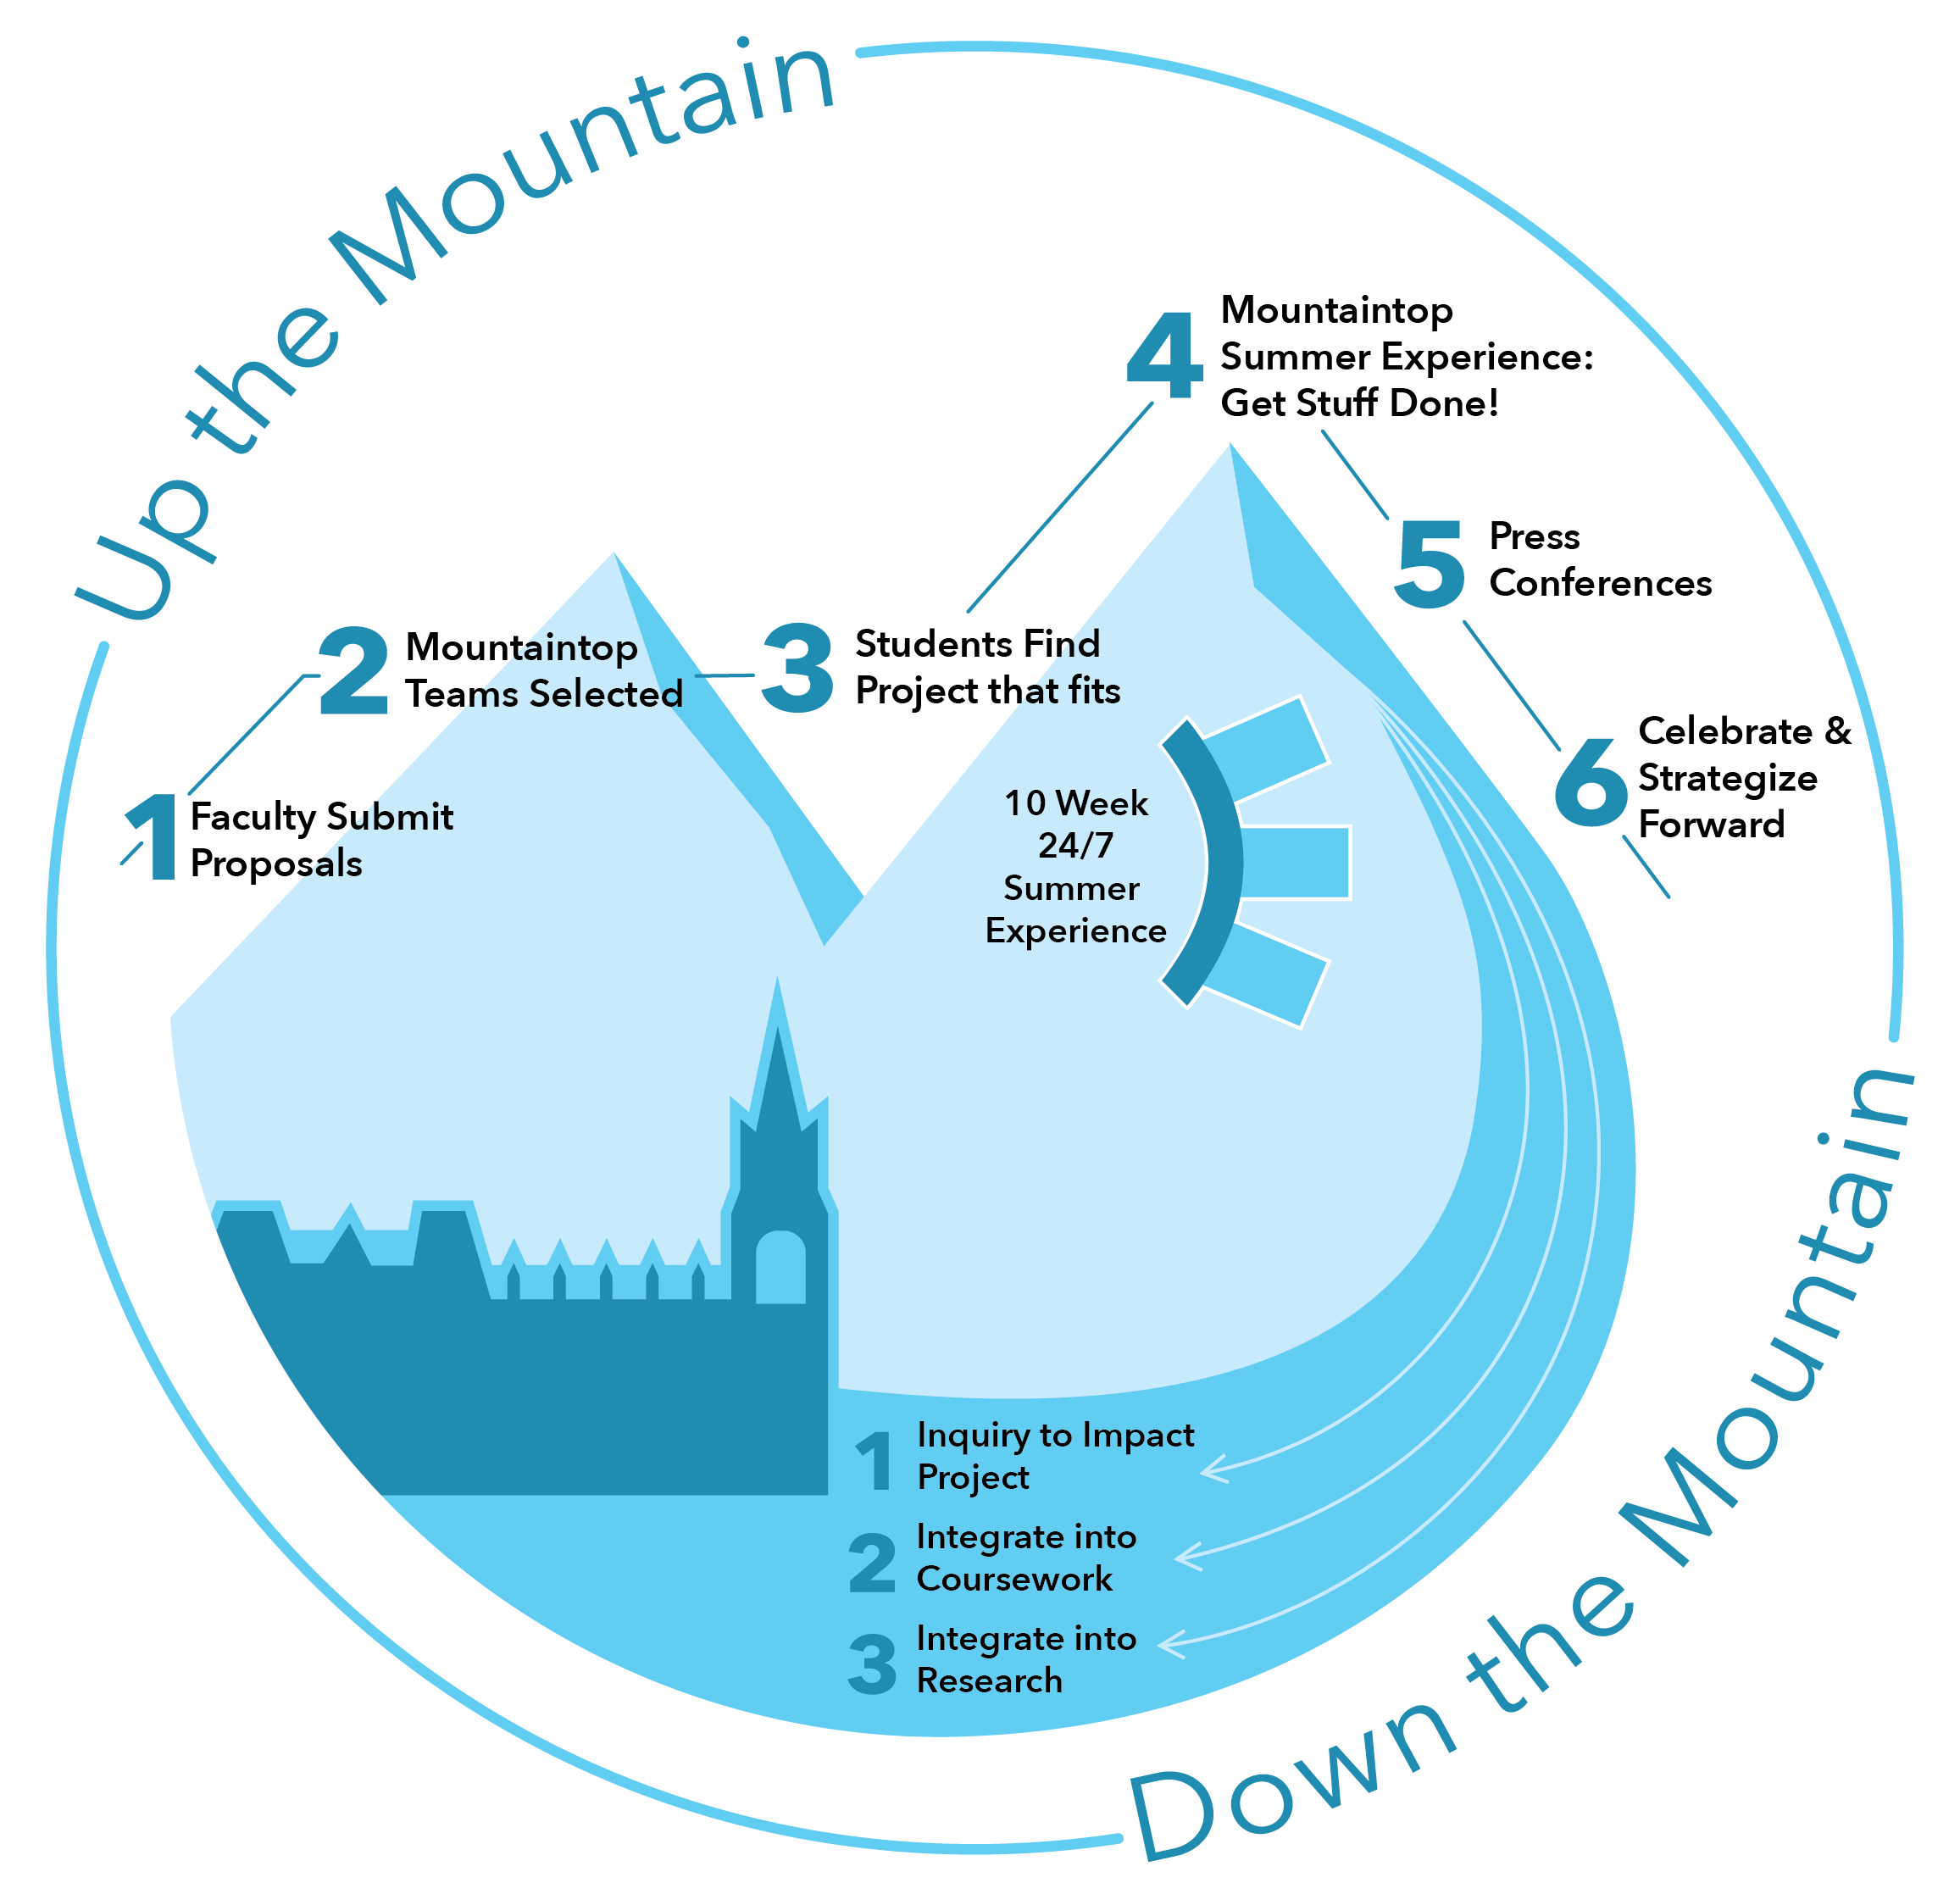 Up the Mountain
4
Mountaintop
Summer Experience:
Get Stuff Done!
5
Press
Conferences
2
Mountaintop
Teams Selected
3
Students Find
Project that fits
6
Celebrate &
Strategize
Forward
1
Faculty Submit
Proposals
10 Week
24/7
Summer
Experience
1
Inquiry to Impact
Project
2
Integrate into
Coursework
3
Integrate into
Research
Down the Mountain